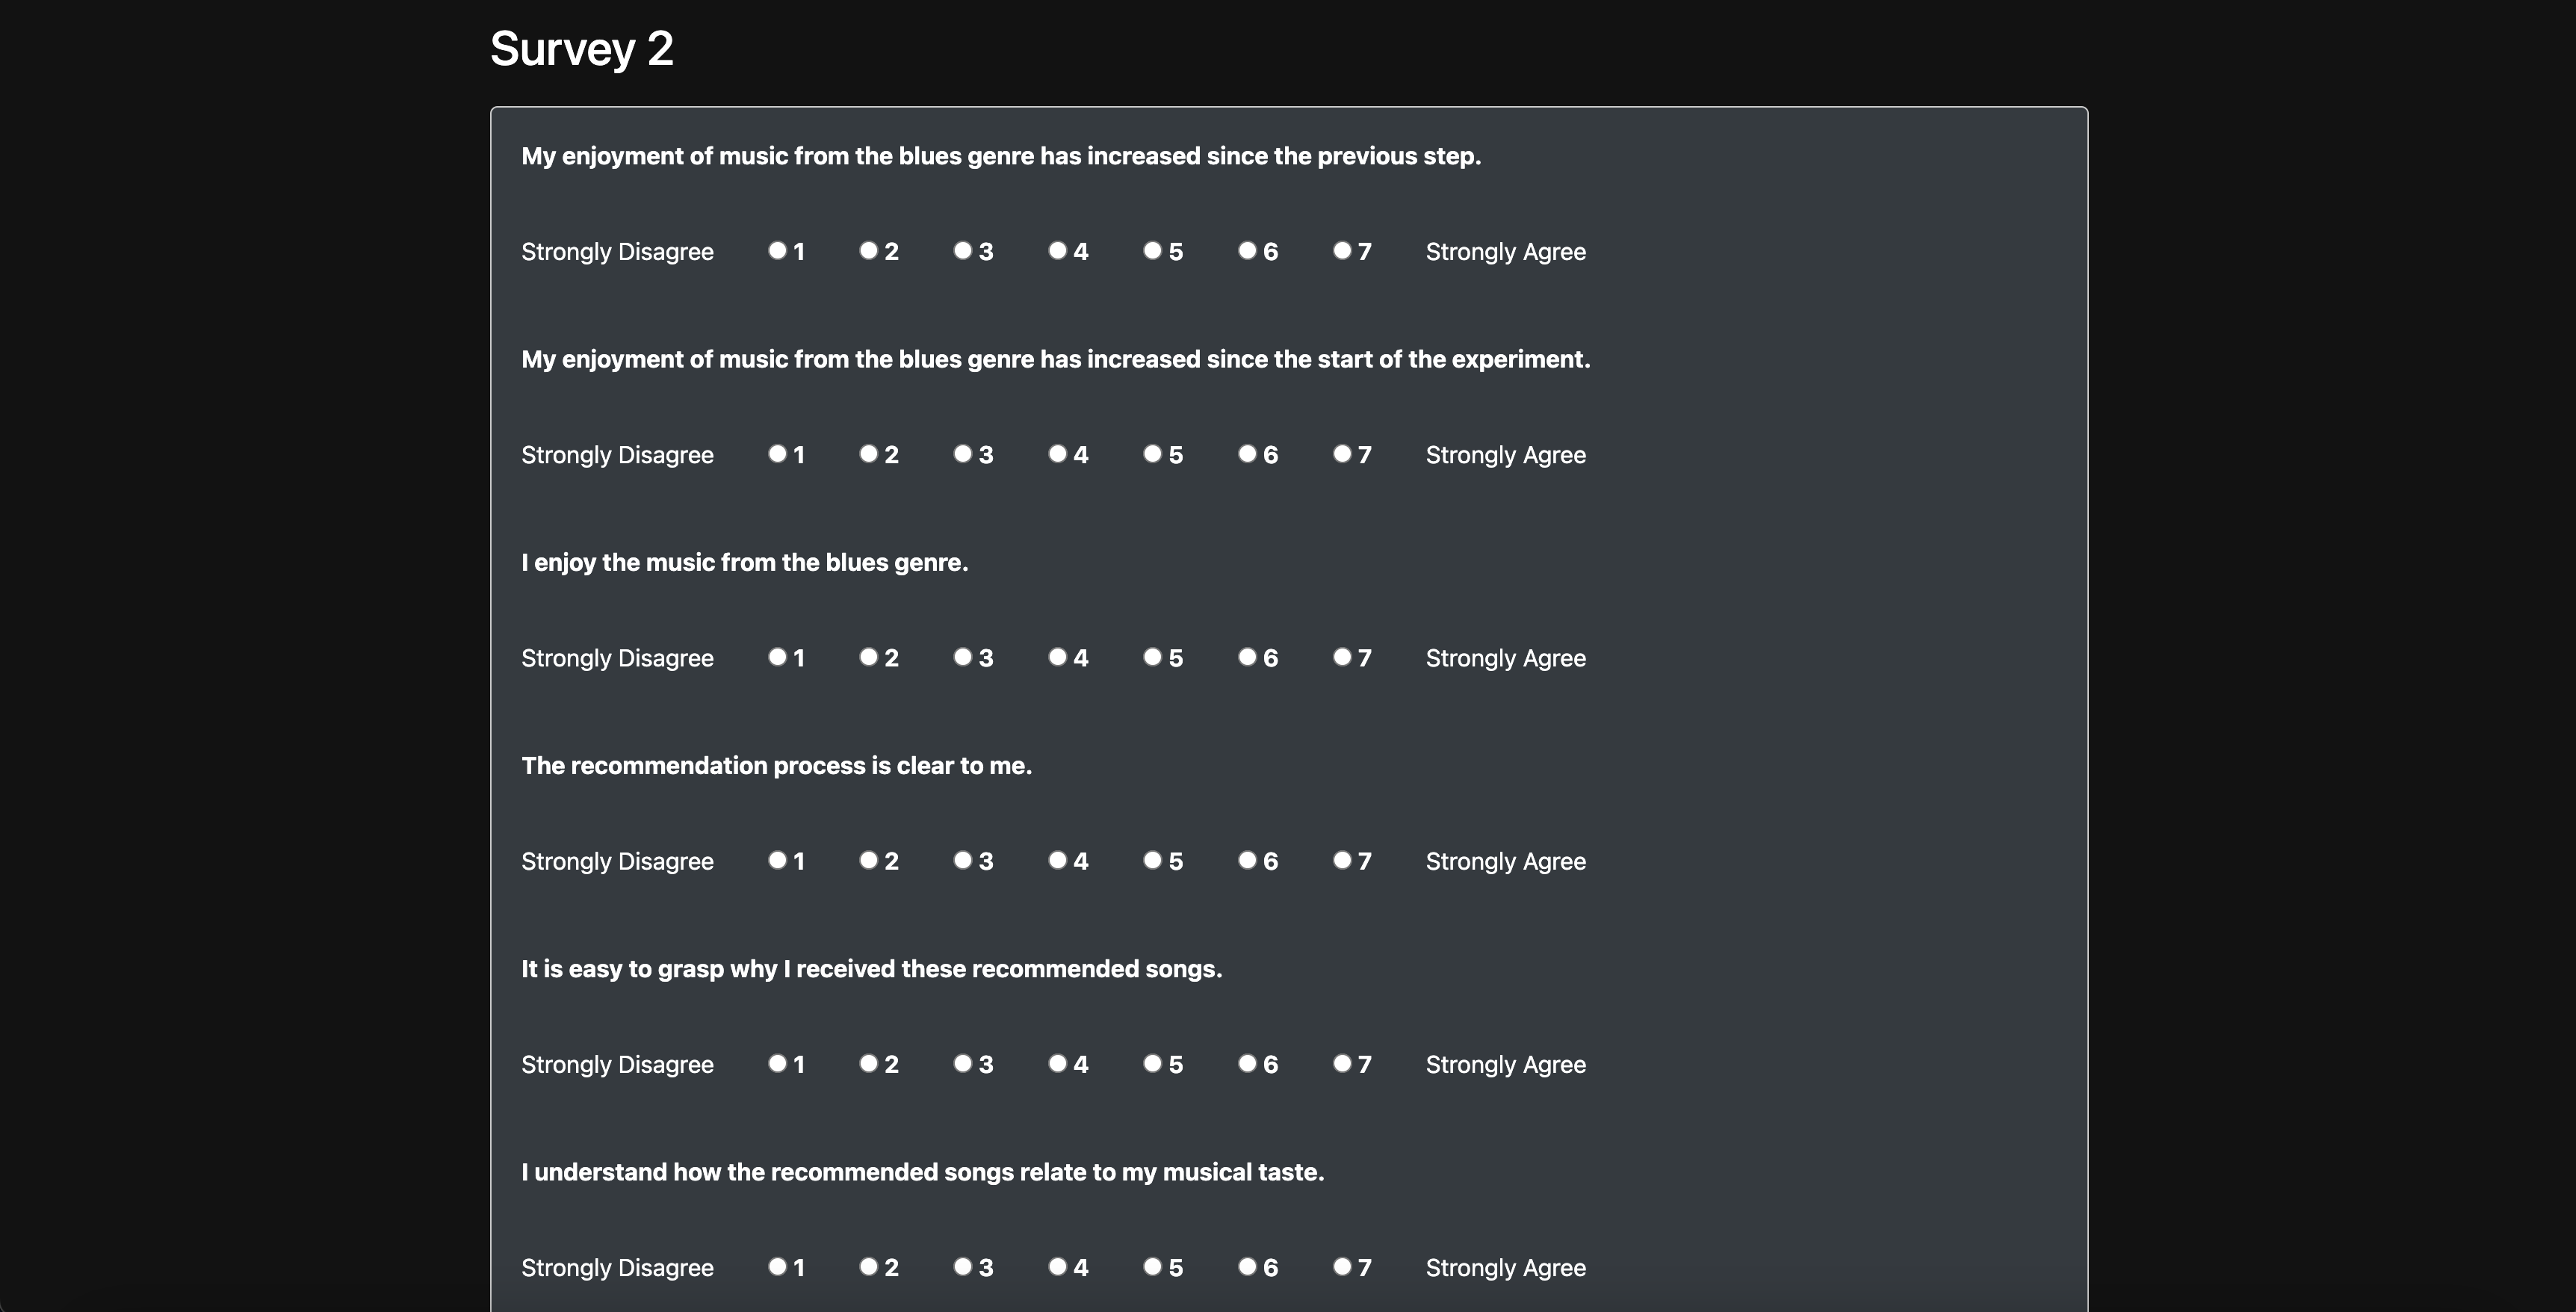 Survey 2
My enjoyment of music from the blues genre has increased since the previous step.
Strongly Disagree 1 2 3 4 5 6 7 Strongly Agree
My enjoyment of music from the blues genre has increased since the start of the experiment.
Strongly Disagree 1 2 3 4 5 6 7 Strongly Agree
I enjoy the music from the blues genre.
Strongly Disagree 1 2 3 4 5 6 7 Strongly Agree
The recommendation process is clear to me.
Strongly Disagree 1 2 3 4 5 6 7 Strongly Agree
It is easy to grasp why I received these recommended songs.
Strongly Disagree 1 2 3 4 5 6 7 Strongly Agree
I understand how the recommended songs relate to my musical taste.
Strongly Disagree 1 2 3 4 5 6 7 Strongly Agree